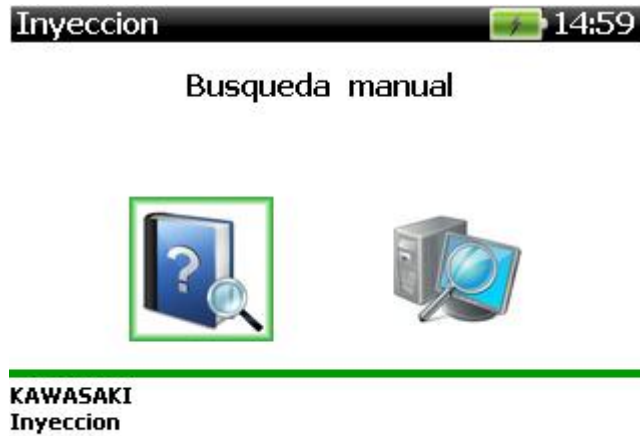 Inyeccion 14:59
Busqueda manual
?
KAWASAKI
Inyeccion